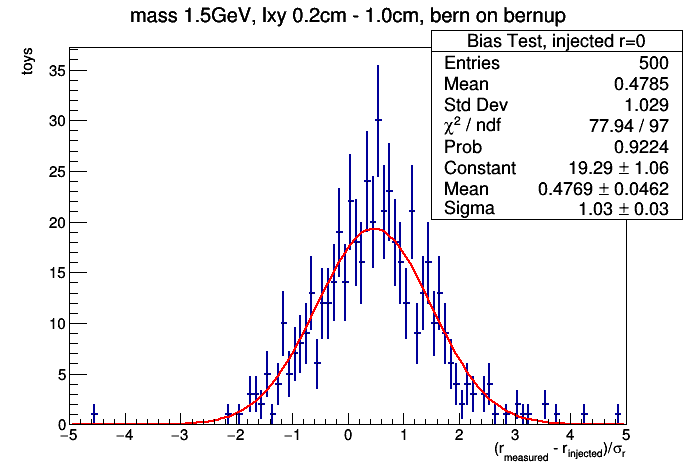 mass 1.5GeV, lxy 0.2cm - 1.0cm, bern on bernup
Bias Test, injected r=0
Entries 500
Mean 0.4785
Std Dev 1.029
χ² / ndf 77.94 / 97
Prob 0.9224
Constant 19.29 ± 1.06
Mean 0.4769 ± 0.0462
Sigma 1.03 ± 0.03
toys
35
30
25
20
15
10
5
0
−5 −4 −3 −2 −1 0 1 2 3 4 5
(r_measured - r_injected)/σ_r